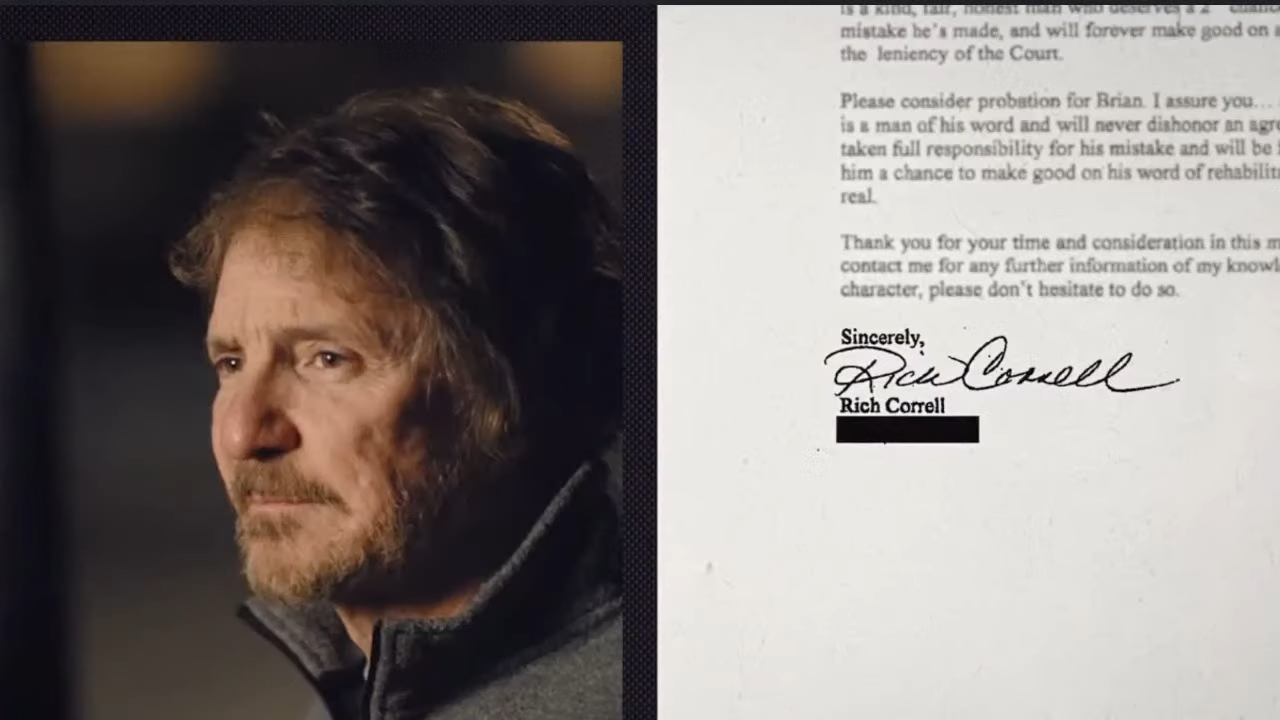 is a kind, fair, honest man who deserves a 2
mistake he's made, and will forever make good on
the leniency of the Court.
Please consider probation for Brian. I assure you…
is a man of his word and will never dishonor an
taken full responsibility for his mistake and will be
him a chance to make good on his word of
real.
Thank you for your time and consideration in this
contact me for any further information of my
character, please don't hesitate to do so.
Sincerely,
Rich Correll
Rich Correll